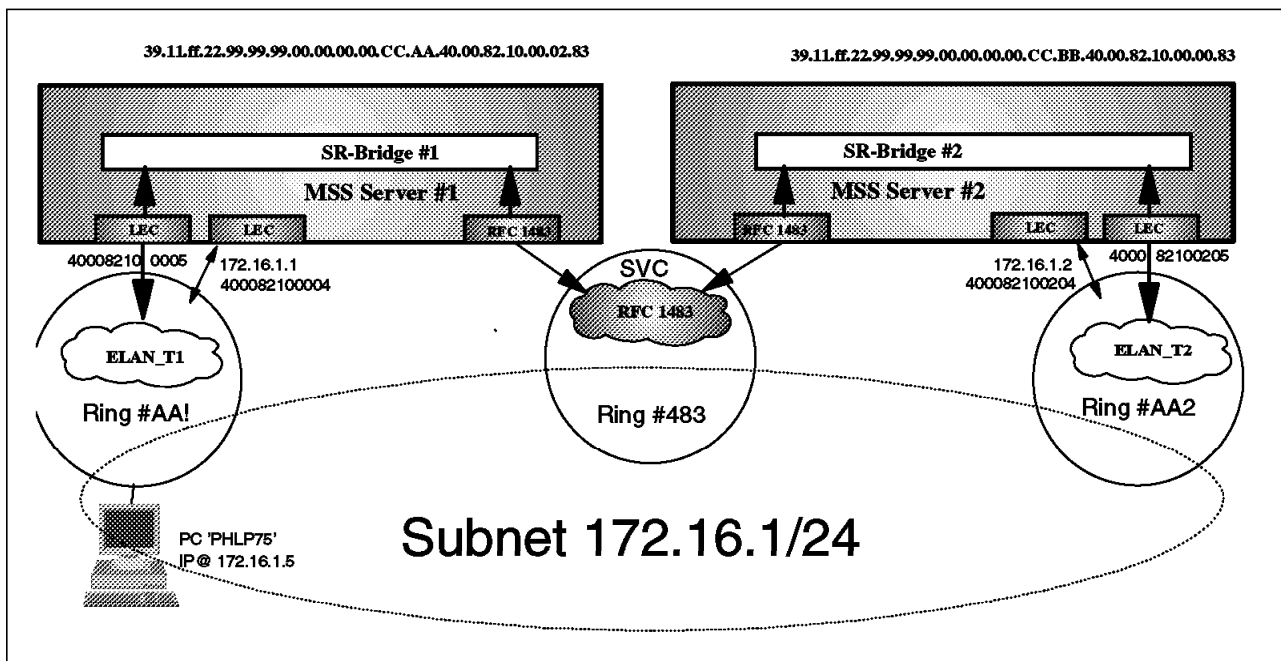 39.11.ff.22.99.99.99.00.00.00.00.CC.AA.40.00.82.10.00.02.83
39.11.ff.22.99.99.99.00.00.00.00.CC.BB.40.00.82.10.00.00.83
SR-Bridge #1
MSS Server #1
LEC
LEC
RFC 1483
SR-Bridge #2
MSS Server #2
RFC 1483
LEC
LEC
40008210 0005
172.16.1.1
400082100004
SVC
RFC 1483
172.16.1.2
400082100204
4000 82100205
ELAN_T1
Ring #AA!
Ring #483
ELAN_T2
Ring #AA2
PC 'PHLP75'
IP@ 172.16.1.5
Subnet 172.16.1/24